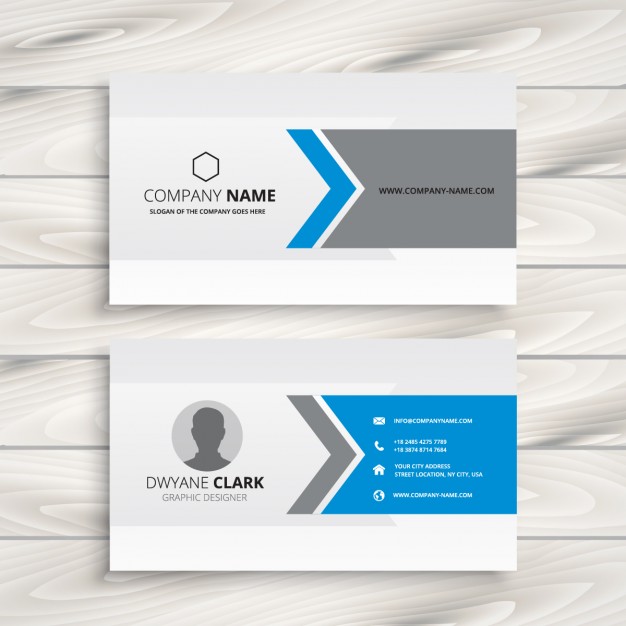 COMPANY NAME
SLOGAN OF THE COMPANY GOES HERE
WWW.COMPANY-NAME.COM
DWYANE CLARK
GRAPHIC DESIGNER
INFO@COMPANYNAME.COM
+18 2485 4275 7789
+18 3874 8714 7684
YOUR CITY ADDRESS
STREET LOCATION, NY CITY, USA
WWW.COMPANY-NAME.COM